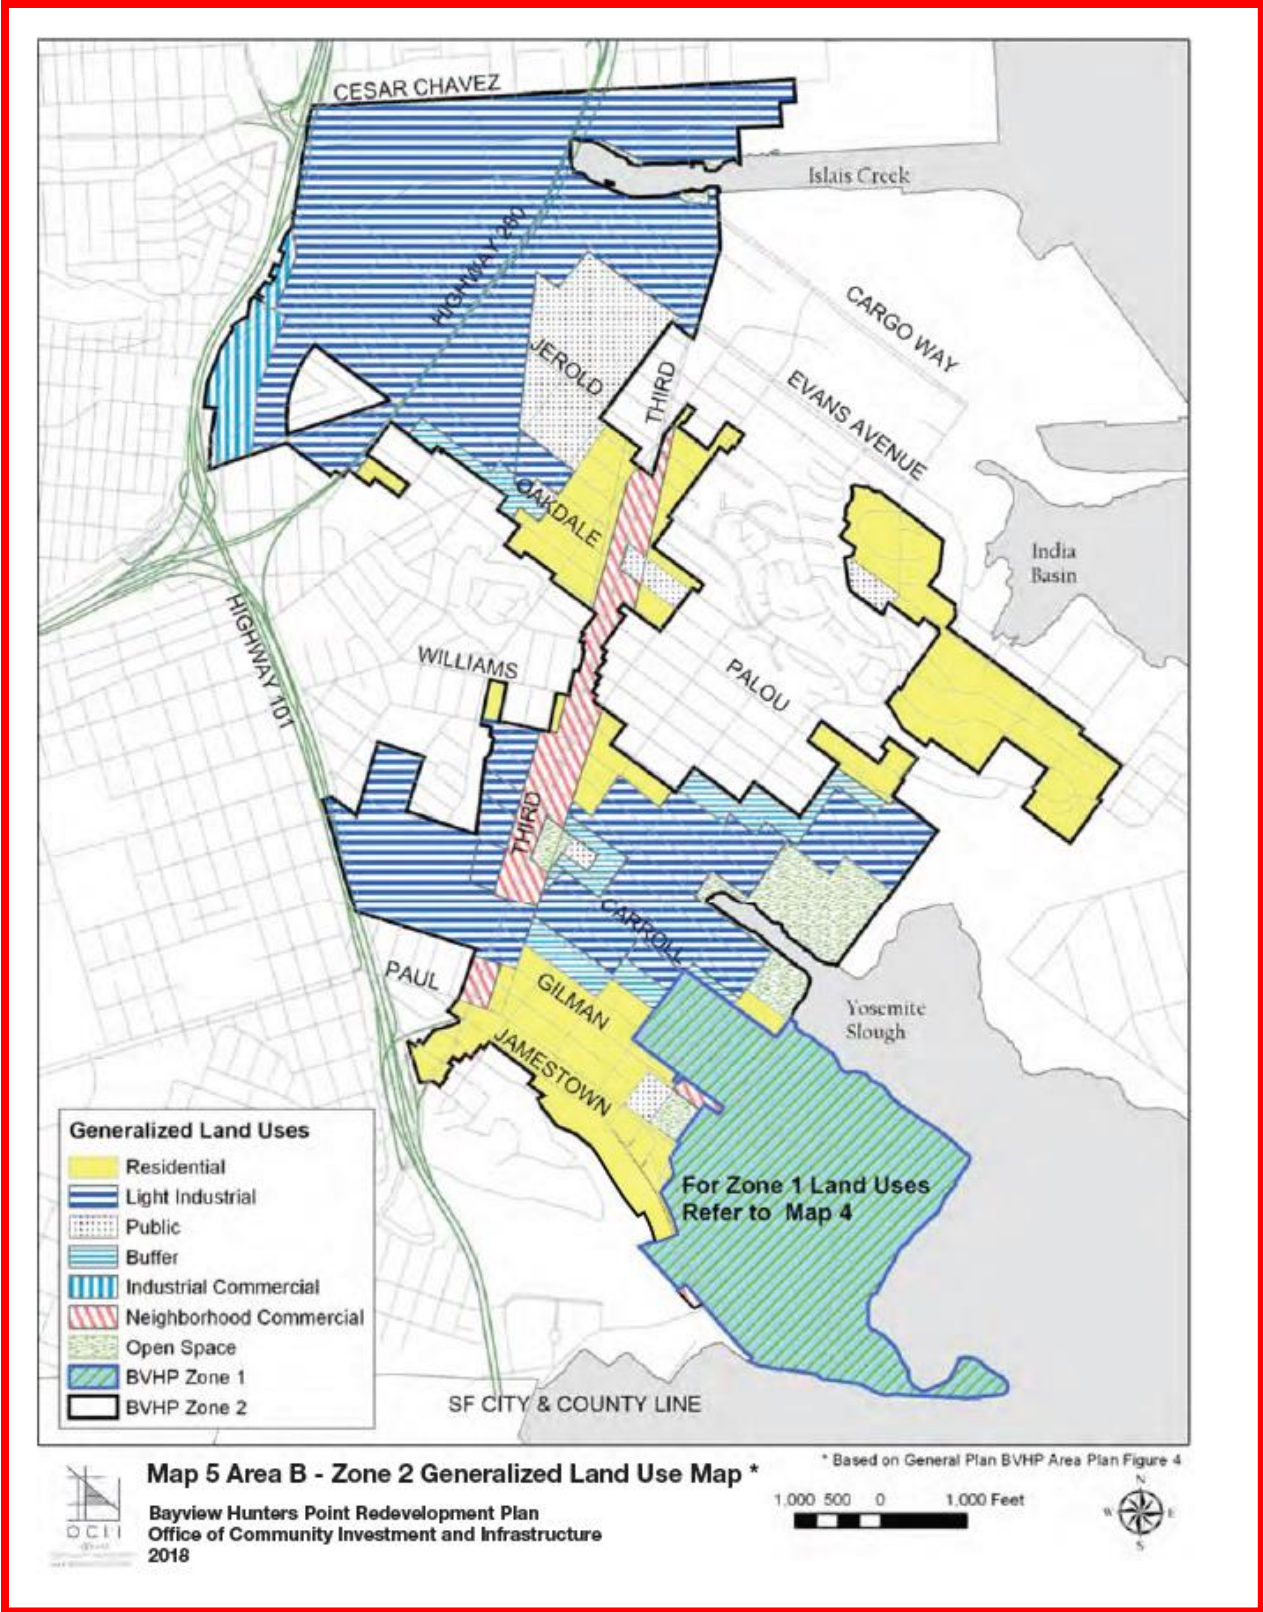 CESAR CHAVEZ
Islais Creek
HIGHWAY 280
CARGO WAY
JEROLD
THIRD
EVANS AVENUE
OAKDALE
India
Basin
HIGHWAY 101
WILLIAMS
PALOU
THIRD
CARROLL
PAUL
GILMAN
Yosemite
Slough
JAMESTOWN
Generalized Land Uses
Residential
Light Industrial
Public
Buffer
Industrial Commercial
Neighborhood Commercial
Open Space
BVHP Zone 1
BVHP Zone 2
For Zone 1 Land Uses
Refer to Map 4
SF CITY & COUNTY LINE
* Based on General Plan BVHP Area Plan Figure 4
Map 5 Area B - Zone 2 Generalized Land Use Map *
Bayview Hunters Point Redevelopment Plan
Office of Community Investment and Infrastructure
2018
1,000 500 0 1,000 Feet
N
W E
S
OCII